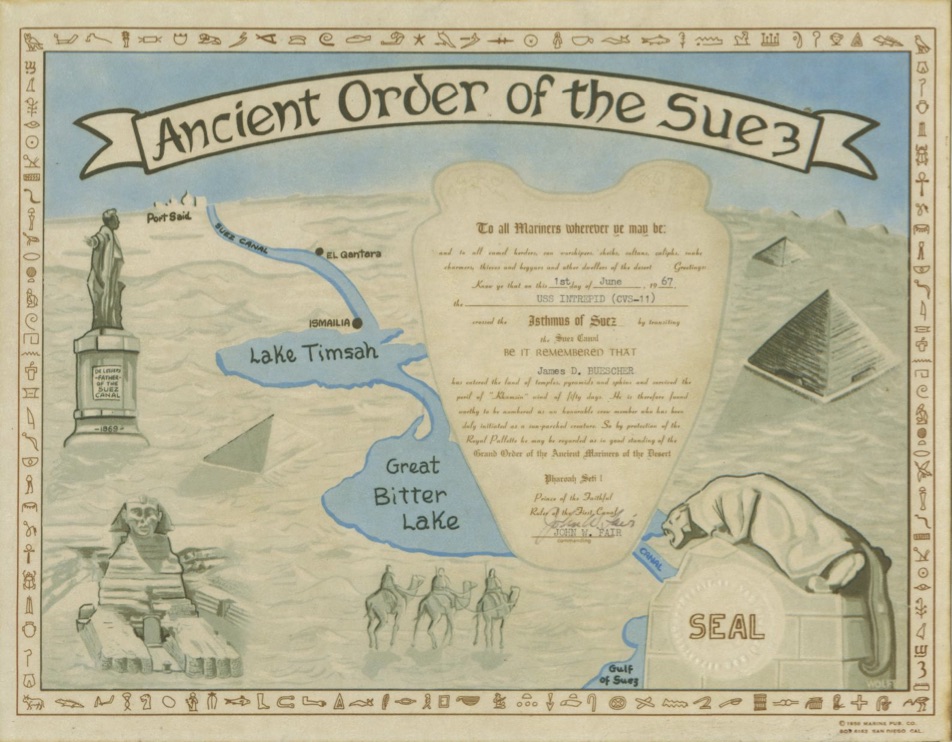 Ancient Order of the Suez
Port Said
SUEZ CANAL
EL Qantara
ISMAILIA
Lake Timsah
Great
Bitter
Lake
DE LESSEPS
-FATHER-
OF THE
SUEZ
CANAL
-1869-
To all Mariners wherever ye may be:
and to all camel herders, sun worshipers, sheiks, sultans, caliphs, snake
charmers, thieves and beggars and other dwellers of the desert Greetings:
Know ye that on this 1st day of June, 1967
the USS INTREPID (CVS-11)
crossed the Isthmus of Suez by transiting
the Suez Canal
BE IT REMEMBERED THAT
James D. BUESCHER
has entered the land of temples, pyramids and sphinx and survived the
peril of "Khamsin" wind of fifty days. He is therefore found
worthy to be numbered as an honorable crew member who has been
duly initiated as a sun-parched creature. So by protection of the
Royal Pallotte he may be regarded as in good standing of the
Grand Order of the Ancient Mariners of the Desert
Pharoah Seti I
Prince of the Faithful
Ruler of the First Canal
John W. Fair
JOHN W. FAIR
commanding
CANAL
SEAL
Gulf
of Suez
WOLFE
© 1956 MARINE PUB. CO.
SAN DIEGO, CAL.